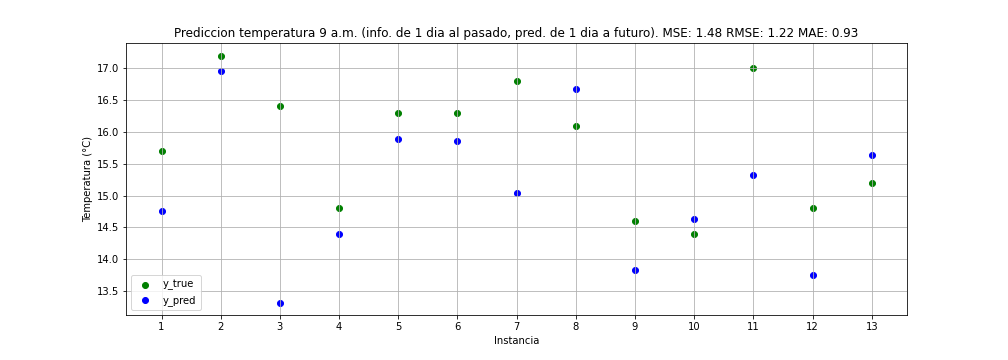 Prediccion temperatura 9 a.m. (info. de 1 dia al pasado, pred. de 1 dia a futuro). MSE: 1.48 RMSE: 1.22 MAE: 0.93
Temperatura (°C)
17.0
16.5
16.0
15.5
15.0
14.5
14.0
13.5
y_true
y_pred
1 2 3 4 5 6 7 8 9 10 11 12 13
Instancia